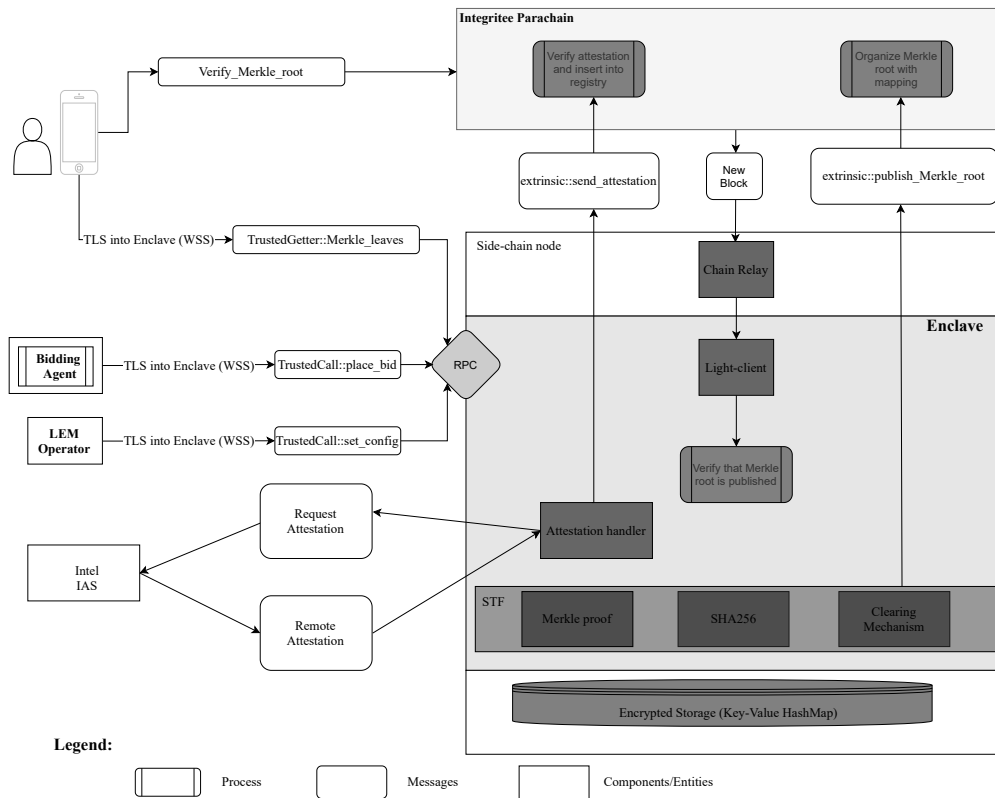 Integritee Parachain
Verify_Merkle_root
Verify attestation
and insert into
registry
Organize Merkle
root with
mapping
extrinsic::send_attestation
New
Block
extrinsic::publish_Merkle_root
TLS into Enclave (WSS)
TrustedGetter::Merkle_leaves
Side-chain node
Chain Relay
Enclave
Bidding
Agent
TLS into Enclave (WSS)
TrustedCall::place_bid
RPC
Light-client
LEM
Operator
TLS into Enclave (WSS)
TrustedCall::set_config
Verify that Merkle
root is published
Request
Attestation
Attestation handler
Intel
IAS
Remote
Attestation
STF
Merkle proof
SHA256
Clearing
Mechanism
Encrypted Storage (Key-Value HashMap)
Legend:
Process
Messages
Components/Entities